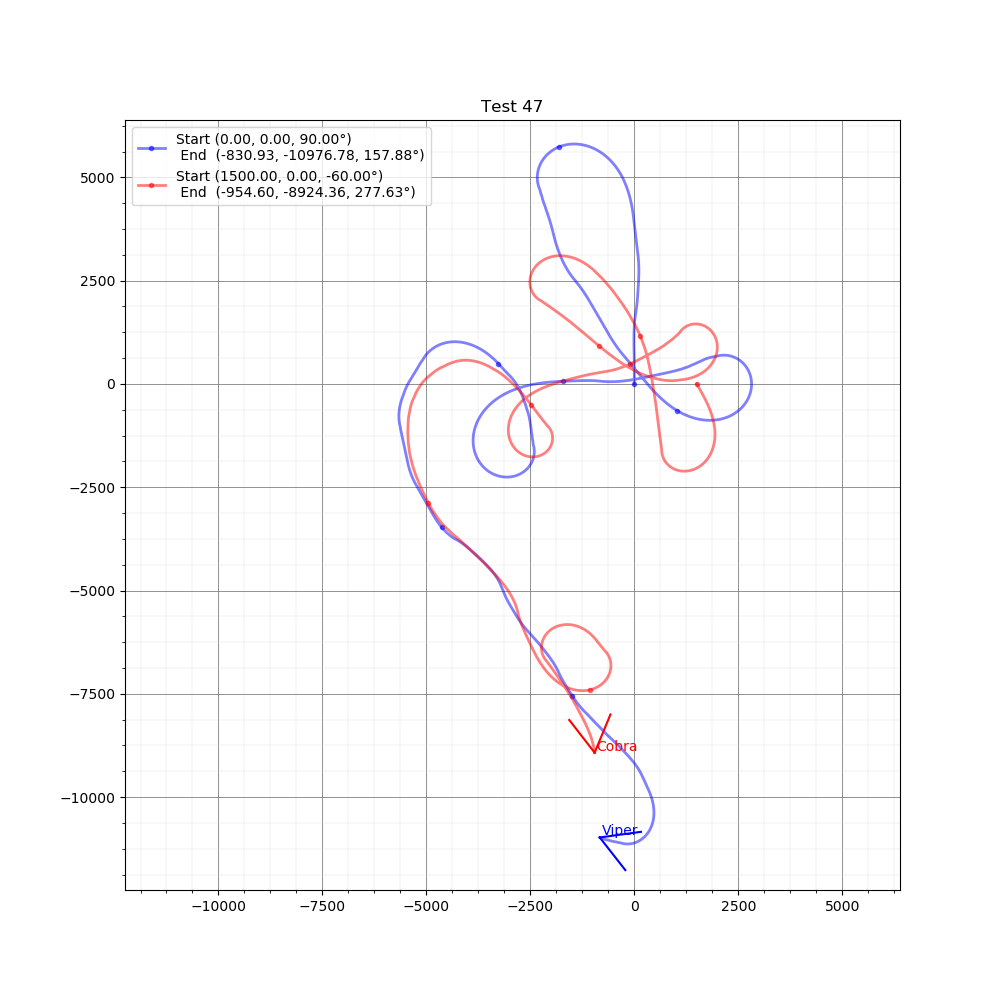 Test 47
Start (0.00, 0.00, 90.00°)
End (-830.93, -10976.78, 157.88°)
Start (1500.00, 0.00, -60.00°)
End (-954.60, -8924.36, 277.63°)
5000
2500
0
−2500
−5000
−7500
−10000
Cobra
Viper
−10000 −7500 −5000 −2500 0 2500 5000